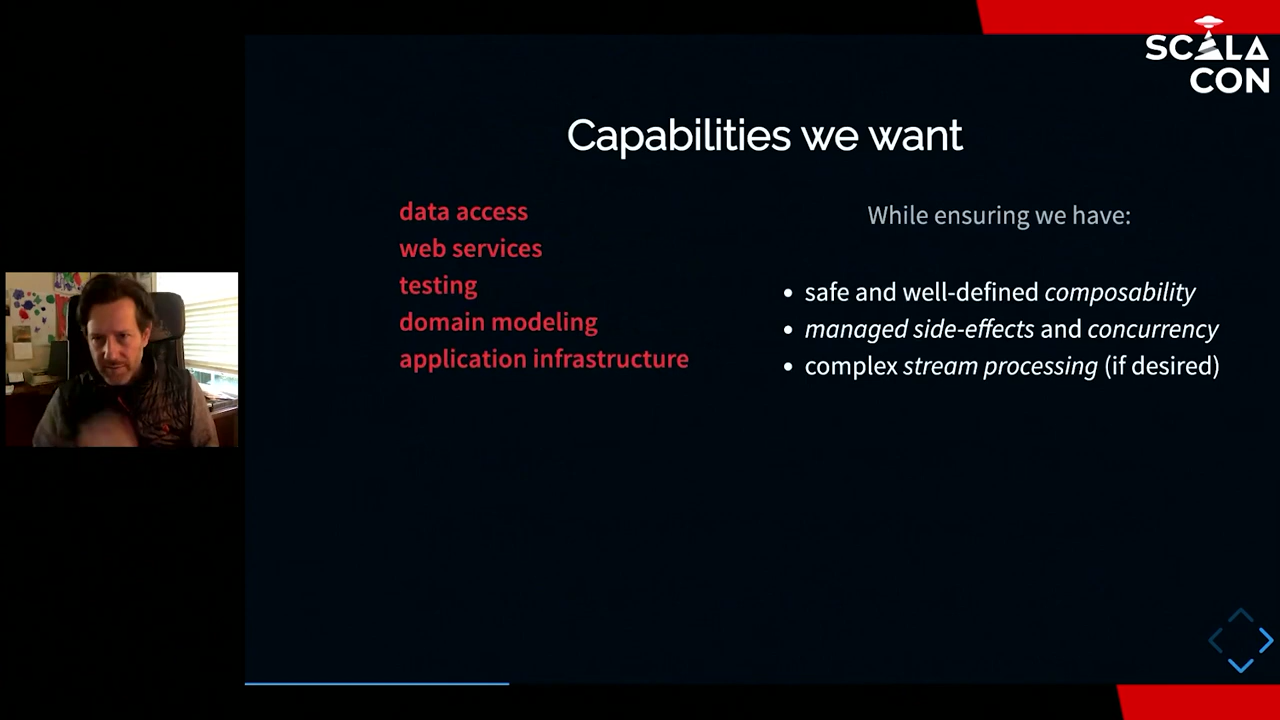 SCALA
CON
Capabilities we want
data access
web services
testing
domain modeling
application infrastructure
While ensuring we have:
• safe and well-defined composability
• managed side-effects and concurrency
• complex stream processing (if desired)